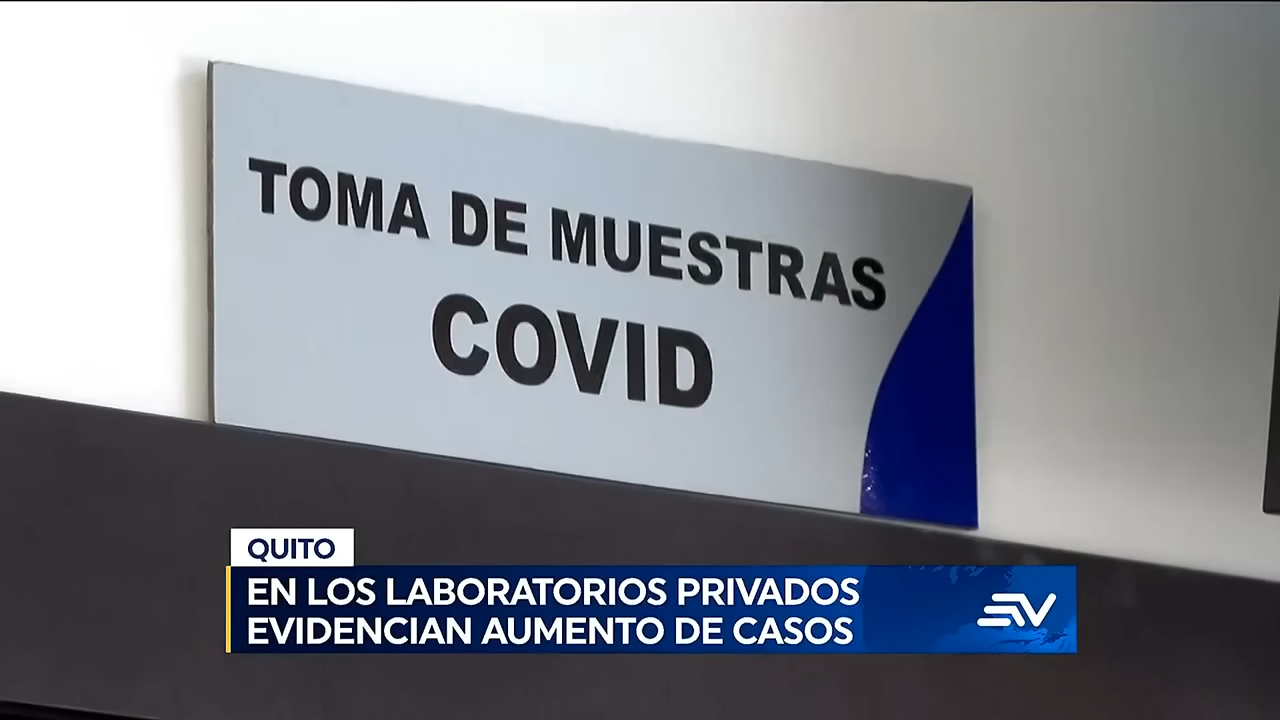 TOMA DE MUESTRAS
COVID
QUITO
EN LOS LABORATORIOS PRIVADOS
EVIDENCIAN AUMENTO DE CASOS